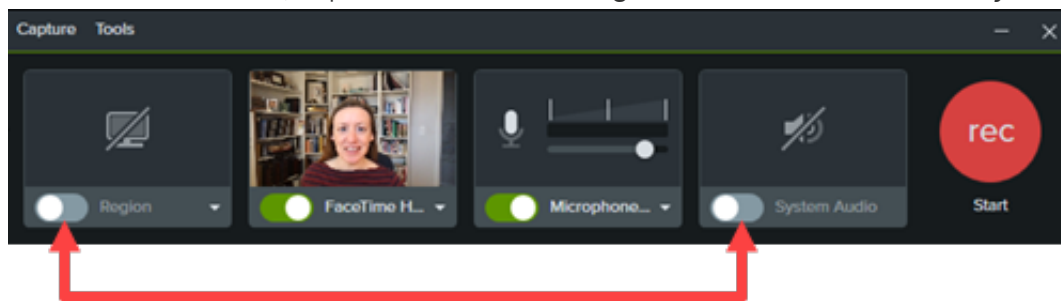 Capture Tools
rec
Region
FaceTime H...
Microphone...
System Audio
Start